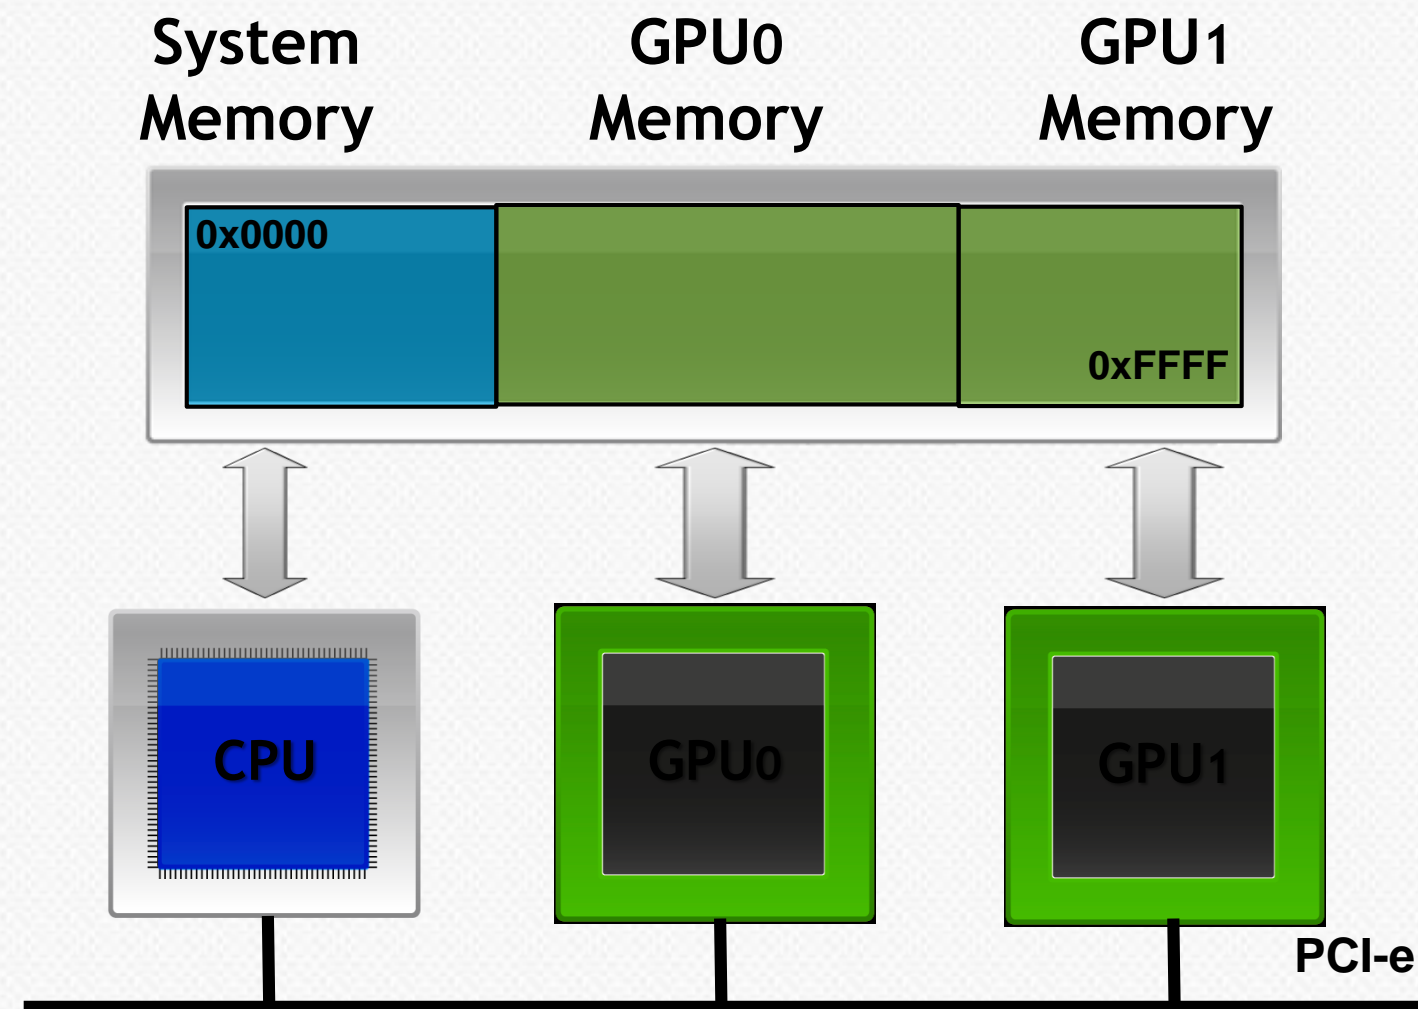 System
Memory
GPU0
Memory
GPU1
Memory
0x0000
0xFFFF
CPU
GPU0
GPU1
PCI-e